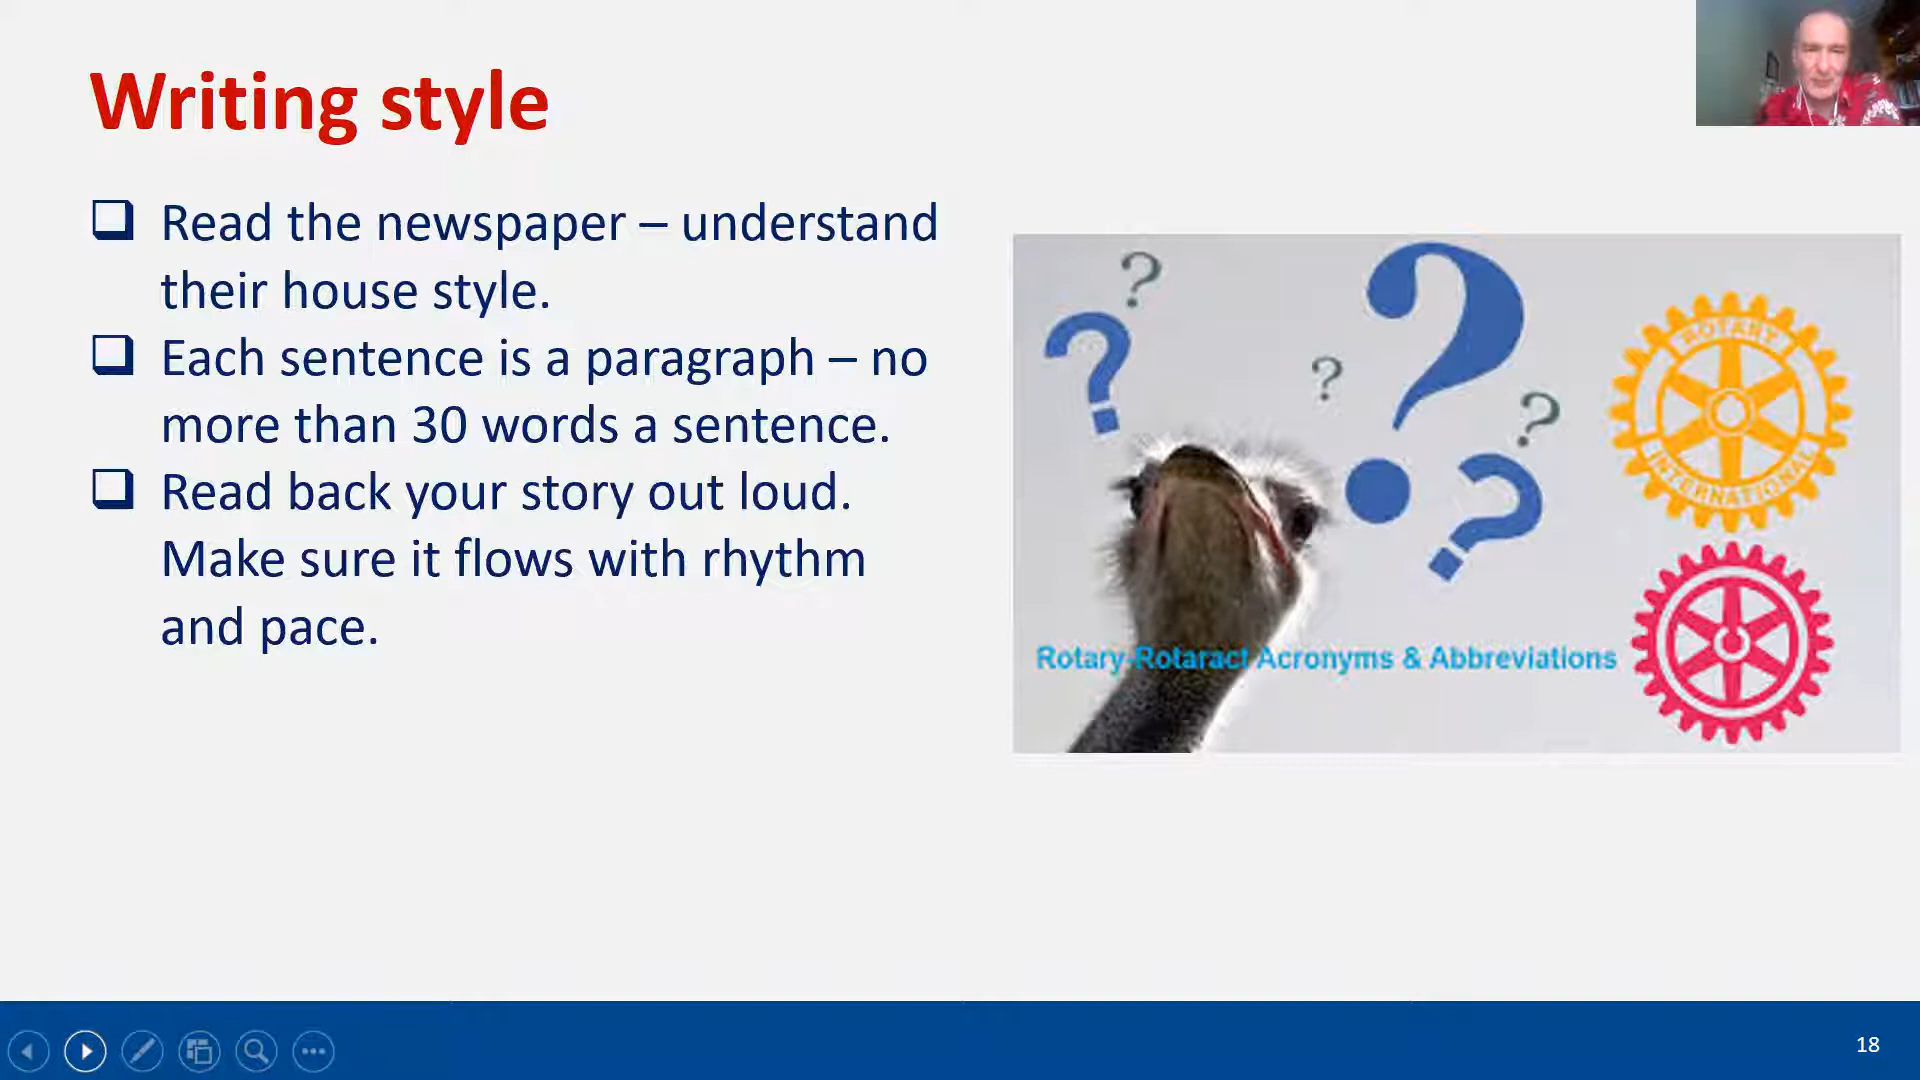 Writing style
Read the newspaper – understand
their house style.
Each sentence is a paragraph – no
more than 30 words a sentence.
Read back your story out loud.
Make sure it flows with rhythm
and pace.
? ? ? ? ? ?
ROTARY
INTERNATIONAL
Rotary-Rotaract Acronyms & Abbreviations
18